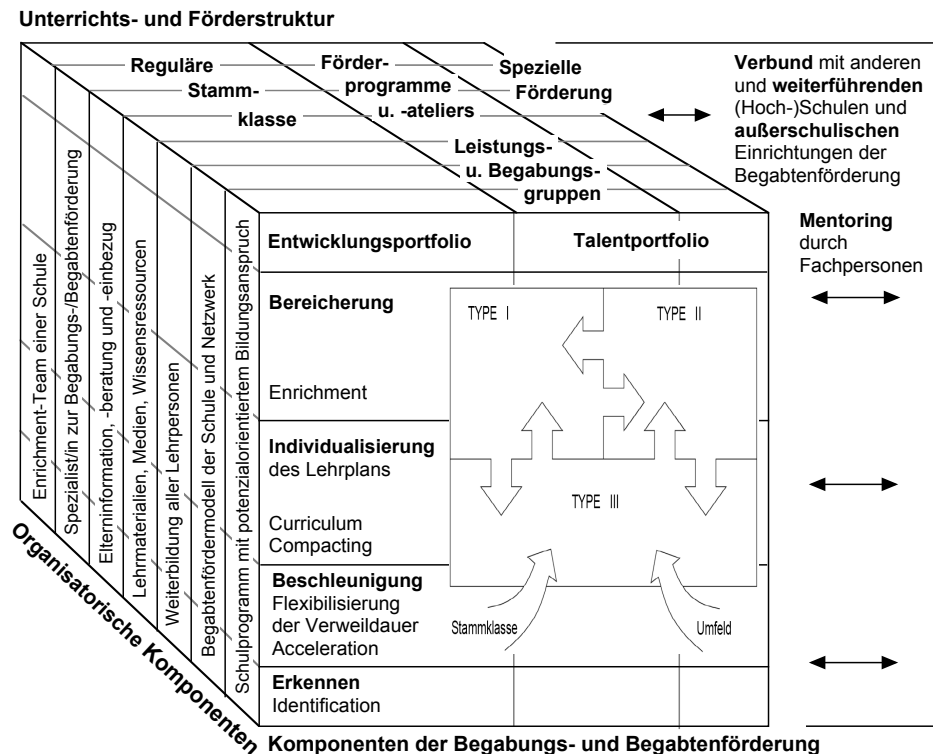 Unterrichts- und Förderstruktur
Reguläre
Stamm-
klasse
Förder-
programme
u. -ateliers
Spezielle
Förderung
Leistungs-
u. Begabungs-
gruppen
Verbund mit anderen
und weiterführenden
(Hoch-)Schulen und
außerschulischen
Einrichtungen der
Begabtenförderung
Mentoring
durch
Fachpersonen
Enrichment-Team einer Schule
Spezialist/in zur Begabungs-/Begabtenförderung
Elterninformation, -beratung und -einbezug
Lehrmaterialien, Medien, Wissensressourcen
Weiterbildung aller Lehrpersonen
Begabtenfördermodell der Schule und Netzwerk
Schulprogramm mit potenzialorientiertem Bildungsanspruch
Organisatorische Komponenten
Entwicklungsportfolio
Talentportfolio
Bereicherung
Enrichment
TYPE I
TYPE II
Individualisierung
des Lehrplans
Curriculum
Compacting
TYPE III
Beschleunigung
Flexibilisierung
der Verweildauer
Acceleration
Stammklasse
Umfeld
Erkennen
Identification
Komponenten der Begabungs- und Begabtenförderung